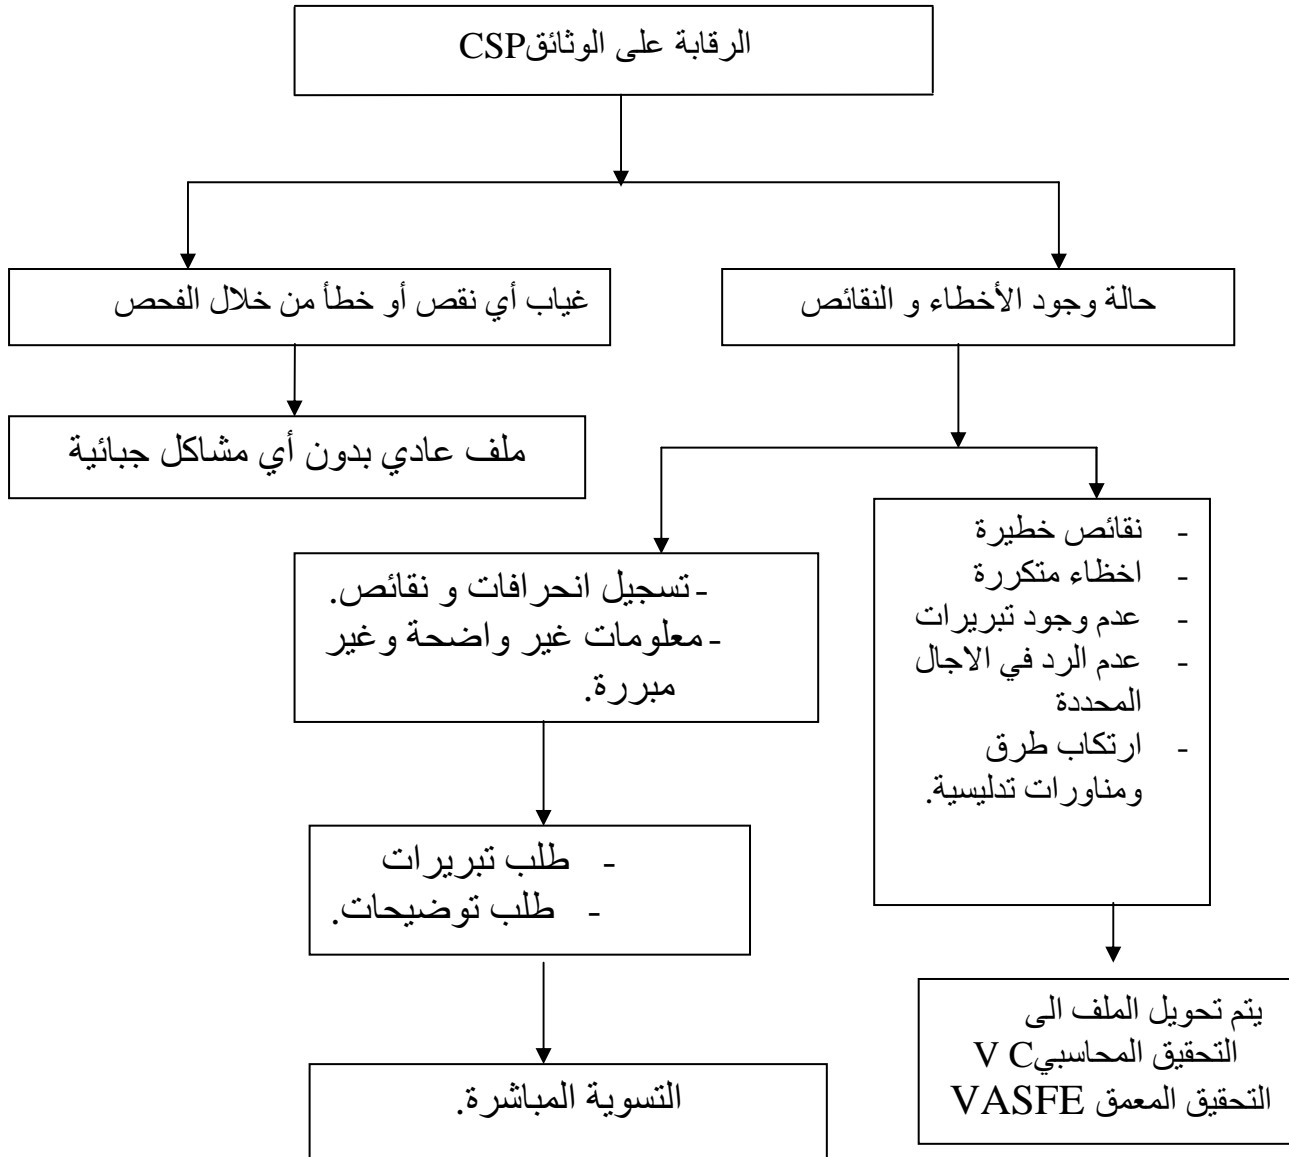 الرقابة على الوثائقCSP
حالة وجود الأخطاء و النقائص
غياب أي نقص أو خطأ من خلال الفحص
ملف عادي بدون أي مشاكل جبائية
- نقائص خطيرة
- اخظاء متكررة
- عدم وجود تبريرات
- عدم الرد في الاجال
المحددة
- ارتكاب طرق
ومناورات تدليسية.
- تسجيل انحرافات و نقائص.
- معلومات غير واضحة وغير
مبررة.
- طلب تبريرات
- طلب توضيحات.
يتم تحويل الملف الى
التحقيق المحاسبيV C
التحقيق المعمق VASFE
التسوية المباشرة.